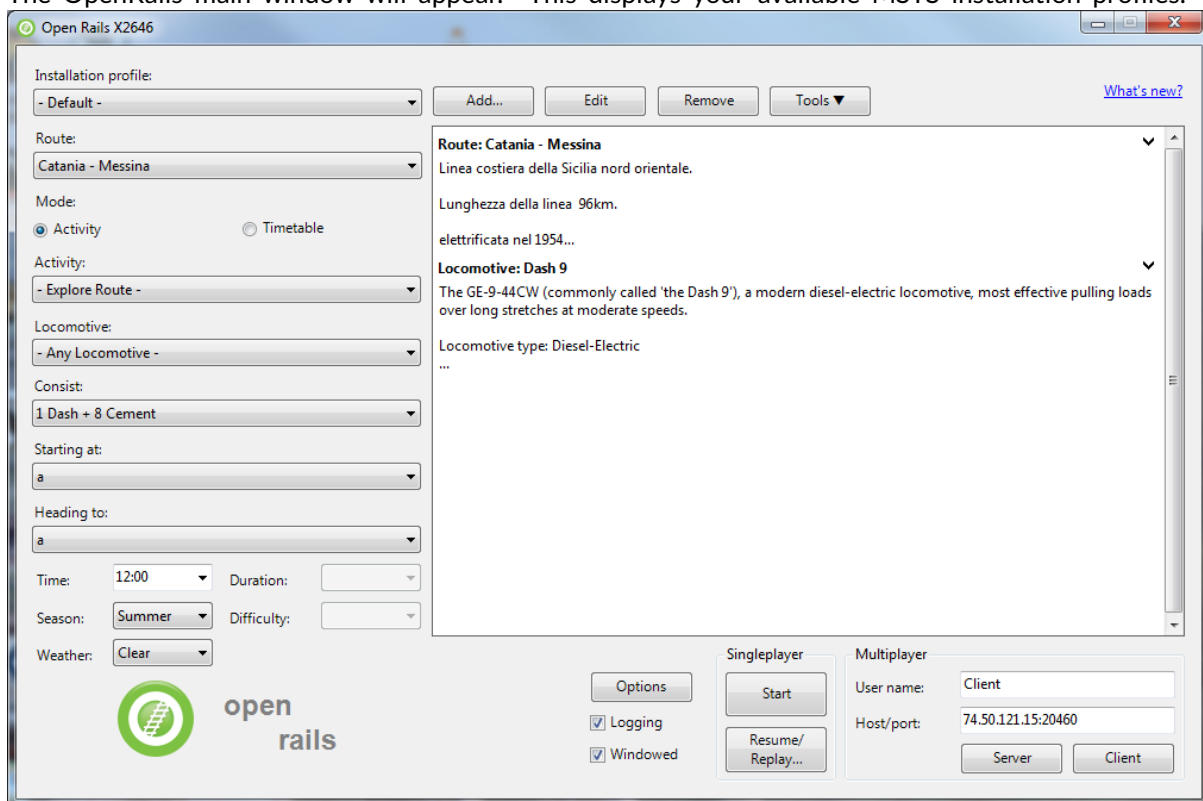 The OpenRails main window will appear. This displays your available MSTS installation profiles.
Open Rails X2646
Installation profile:
- Default -
Add...
Edit
Remove
Tools ▼
What's new?
Route:
Catania - Messina
Mode:
Activity
Timetable
Activity:
- Explore Route -
Locomotive:
- Any Locomotive -
Consist:
1 Dash + 8 Cement
Starting at:
a
Heading to:
a
Time:
12:00
Duration:
Season:
Summer
Difficulty:
Weather:
Clear
Route: Catania - Messina
Linea costiera della Sicilia nord orientale.
Lunghezza della linea 96km.
elettrificata nel 1954...
Locomotive: Dash 9
The GE-9-44CW (commonly called 'the Dash 9'), a modern diesel-electric locomotive, most effective pulling loads
over long stretches at moderate speeds.
Locomotive type: Diesel-Electric
...
open
rails
Options
Logging
Windowed
Singleplayer
Start
Resume/
Replay...
Multiplayer
User name:
Client
Host/port:
74.50.121.15:20460
Server
Client